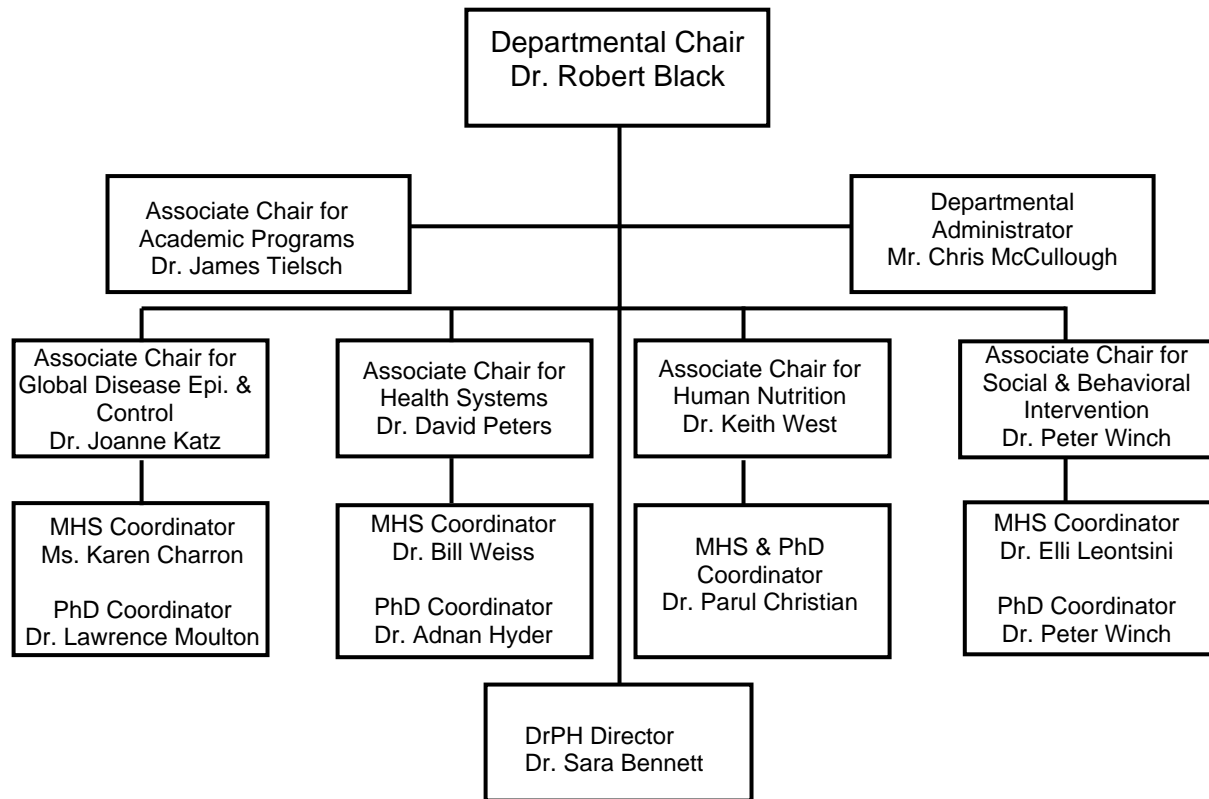 Departmental Chair
Dr. Robert Black
Associate Chair for
Academic Programs
Dr. James Tielsch
Departmental
Administrator
Mr. Chris McCullough
Associate Chair for
Global Disease Epi. &
Control
Dr. Joanne Katz
Associate Chair for
Health Systems
Dr. David Peters
Associate Chair for
Human Nutrition
Dr. Keith West
Associate Chair for
Social & Behavioral
Intervention
Dr. Peter Winch
MHS Coordinator
Ms. Karen Charron
PhD Coordinator
Dr. Lawrence Moulton
MHS Coordinator
Dr. Bill Weiss
PhD Coordinator
Dr. Adnan Hyder
MHS & PhD
Coordinator
Dr. Parul Christian
MHS Coordinator
Dr. Elli Leontsini
PhD Coordinator
Dr. Peter Winch
DrPH Director
Dr. Sara Bennett